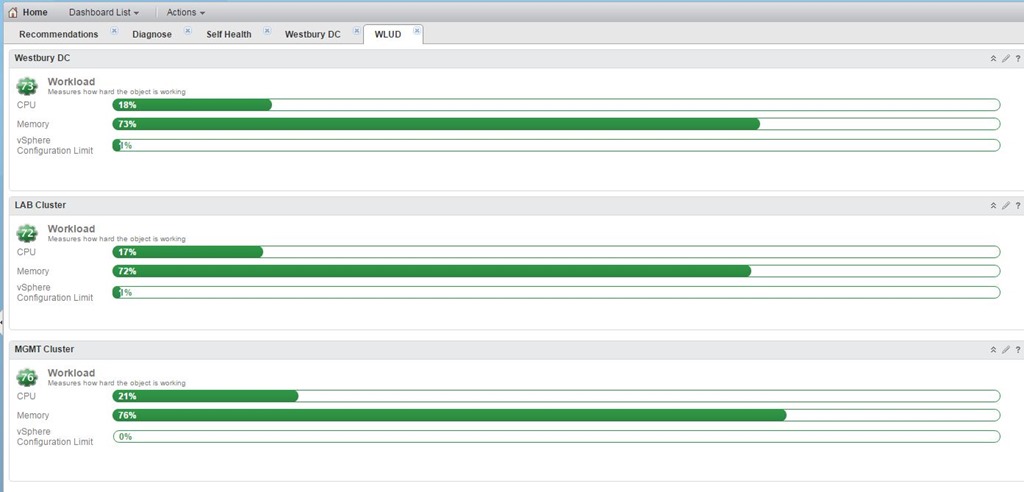 Home Dashboard List Actions
Recommendations Diagnose Self Health Westbury DC WLUD
Westbury DC ?
73 Workload
Measures how hard the object is working
CPU 18%
Memory 73%
vSphere
Configuration Limit 1%
LAB Cluster ?
72 Workload
Measures how hard the object is working
CPU 17%
Memory 72%
vSphere
Configuration Limit 1%
MGMT Cluster ?
76 Workload
Measures how hard the object is working
CPU 21%
Memory 76%
vSphere
Configuration Limit 0%